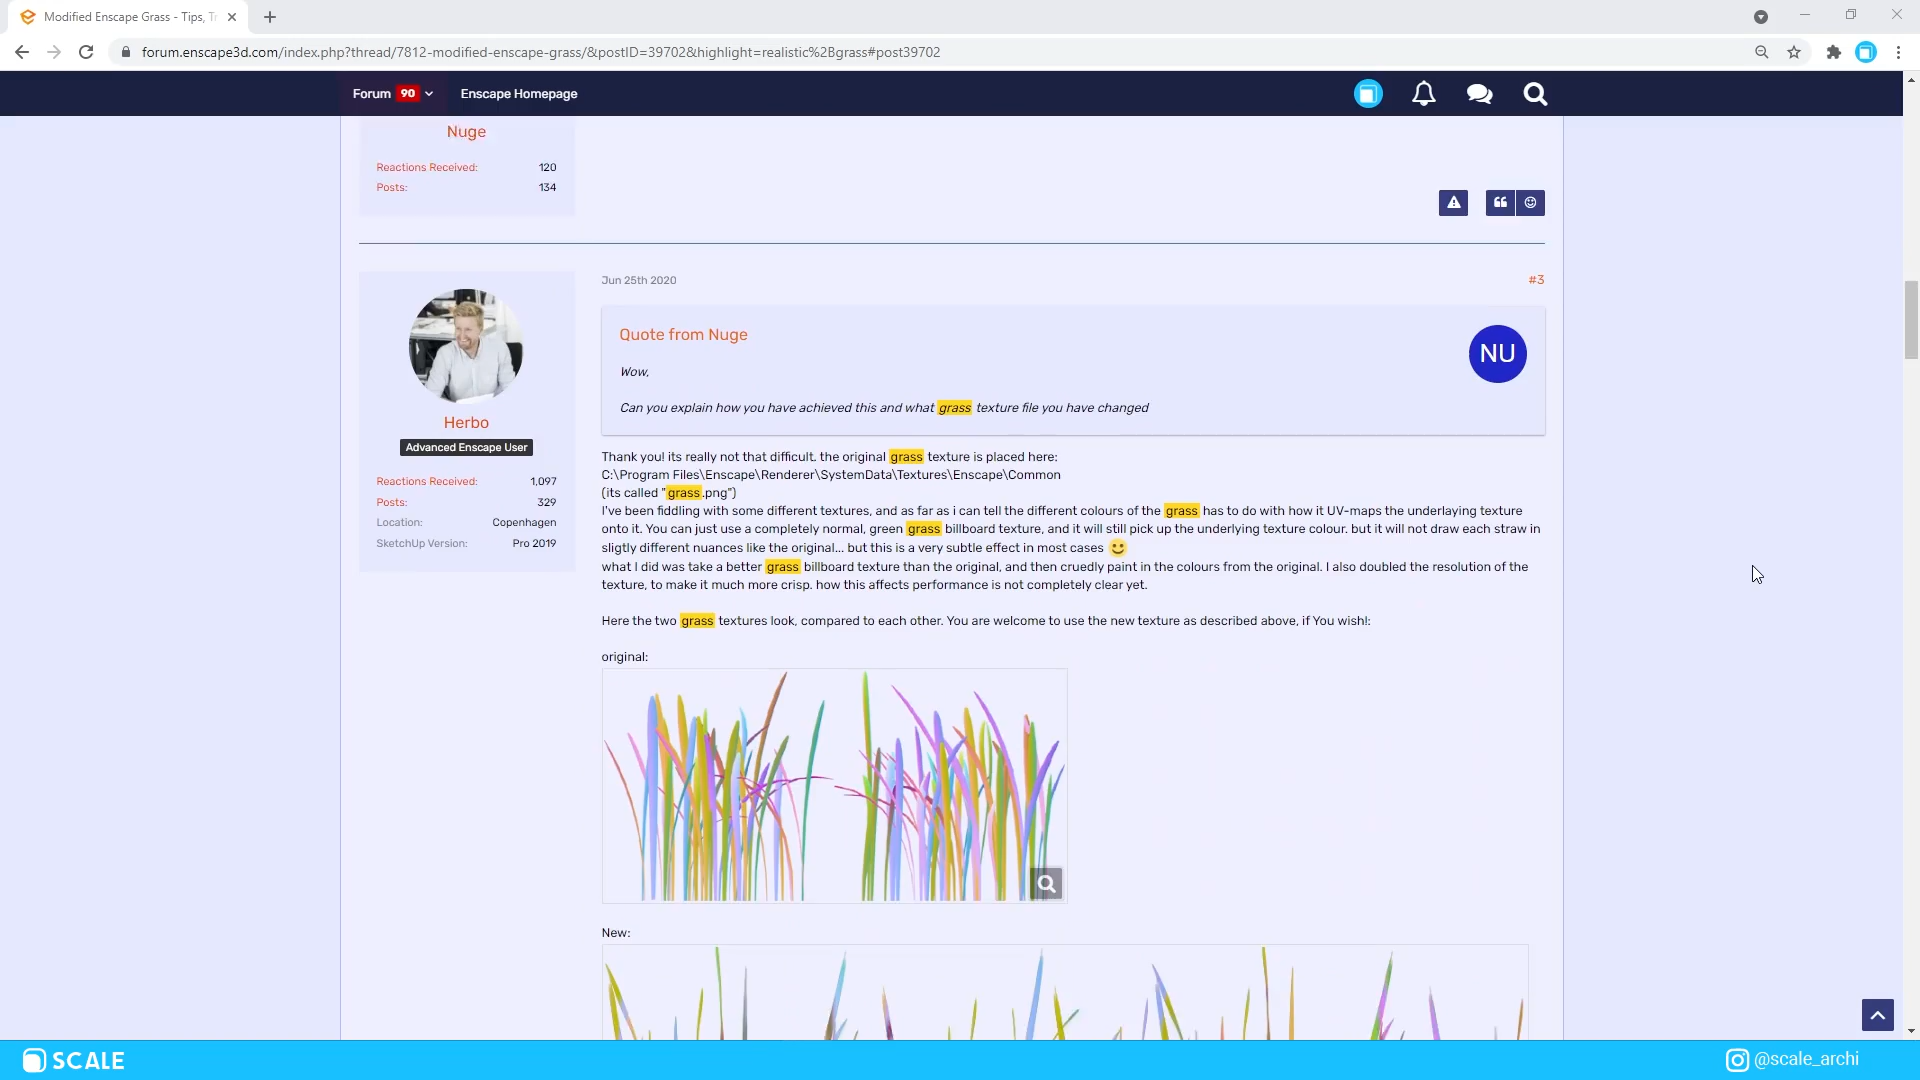 Modified Enscape Grass - Tips, Tr
forum.enscape3d.com/index.php?thread/7812-modified-enscape-grass/&postID=39702&highlight=realistic%2Bgrass#post39702
Forum 90 Enscape Homepage
Nuge
Reactions Received: 120
Posts: 134
Jun 25th 2020 #3
Herbo
Advanced Enscape User
Reactions Received: 1,097
Posts: 329
Location: Copenhagen
SketchUp Version: Pro 2019
Quote from Nuge
NU
Wow,
Can you explain how you have achieved this and what grass texture file you have changed
Thank you! its really not that difficult. the original grass texture is placed here:
C:\Program Files\Enscape\Renderer\SystemData\Textures\Enscape\Common
(its called "grass.png")
I've been fiddling with some different textures, and as far as i can tell the different colours of the grass has to do with how it UV-maps the underlaying texture
onto it. You can just use a completely normal, green grass billboard texture, and it will still pick up the underlying texture colour. but it will not draw each straw in
sligtly different nuances like the original... but this is a very subtle effect in most cases
what I did was take a better grass billboard texture than the original, and then cruedly paint in the colours from the original. I also doubled the resolution of the
texture, to make it much more crisp. how this affects performance is not completely clear yet.
Here the two grass textures look, compared to each other. You are welcome to use the new texture as described above, if You wish!:
original:
New:
SCALE
@scale_archi